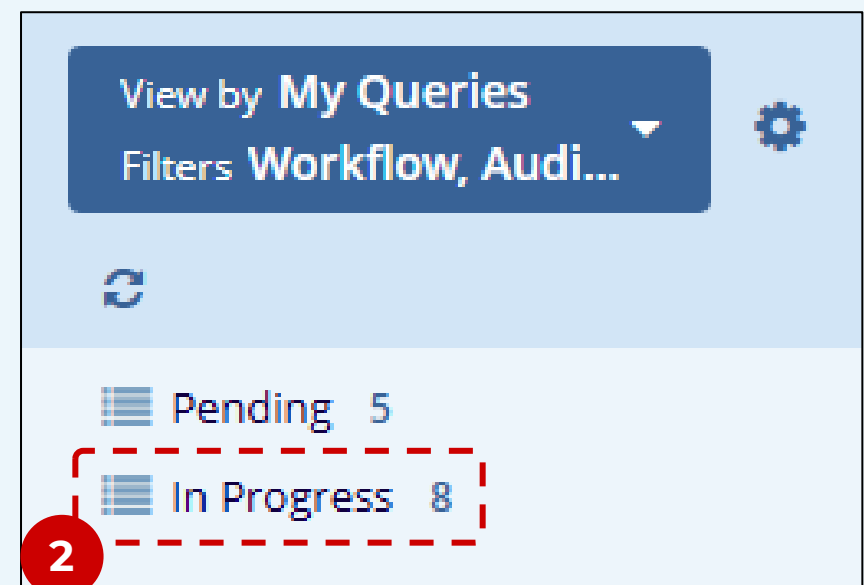 View by My Queries
Filters Workflow, Audi...
Pending 5
In Progress 8
2